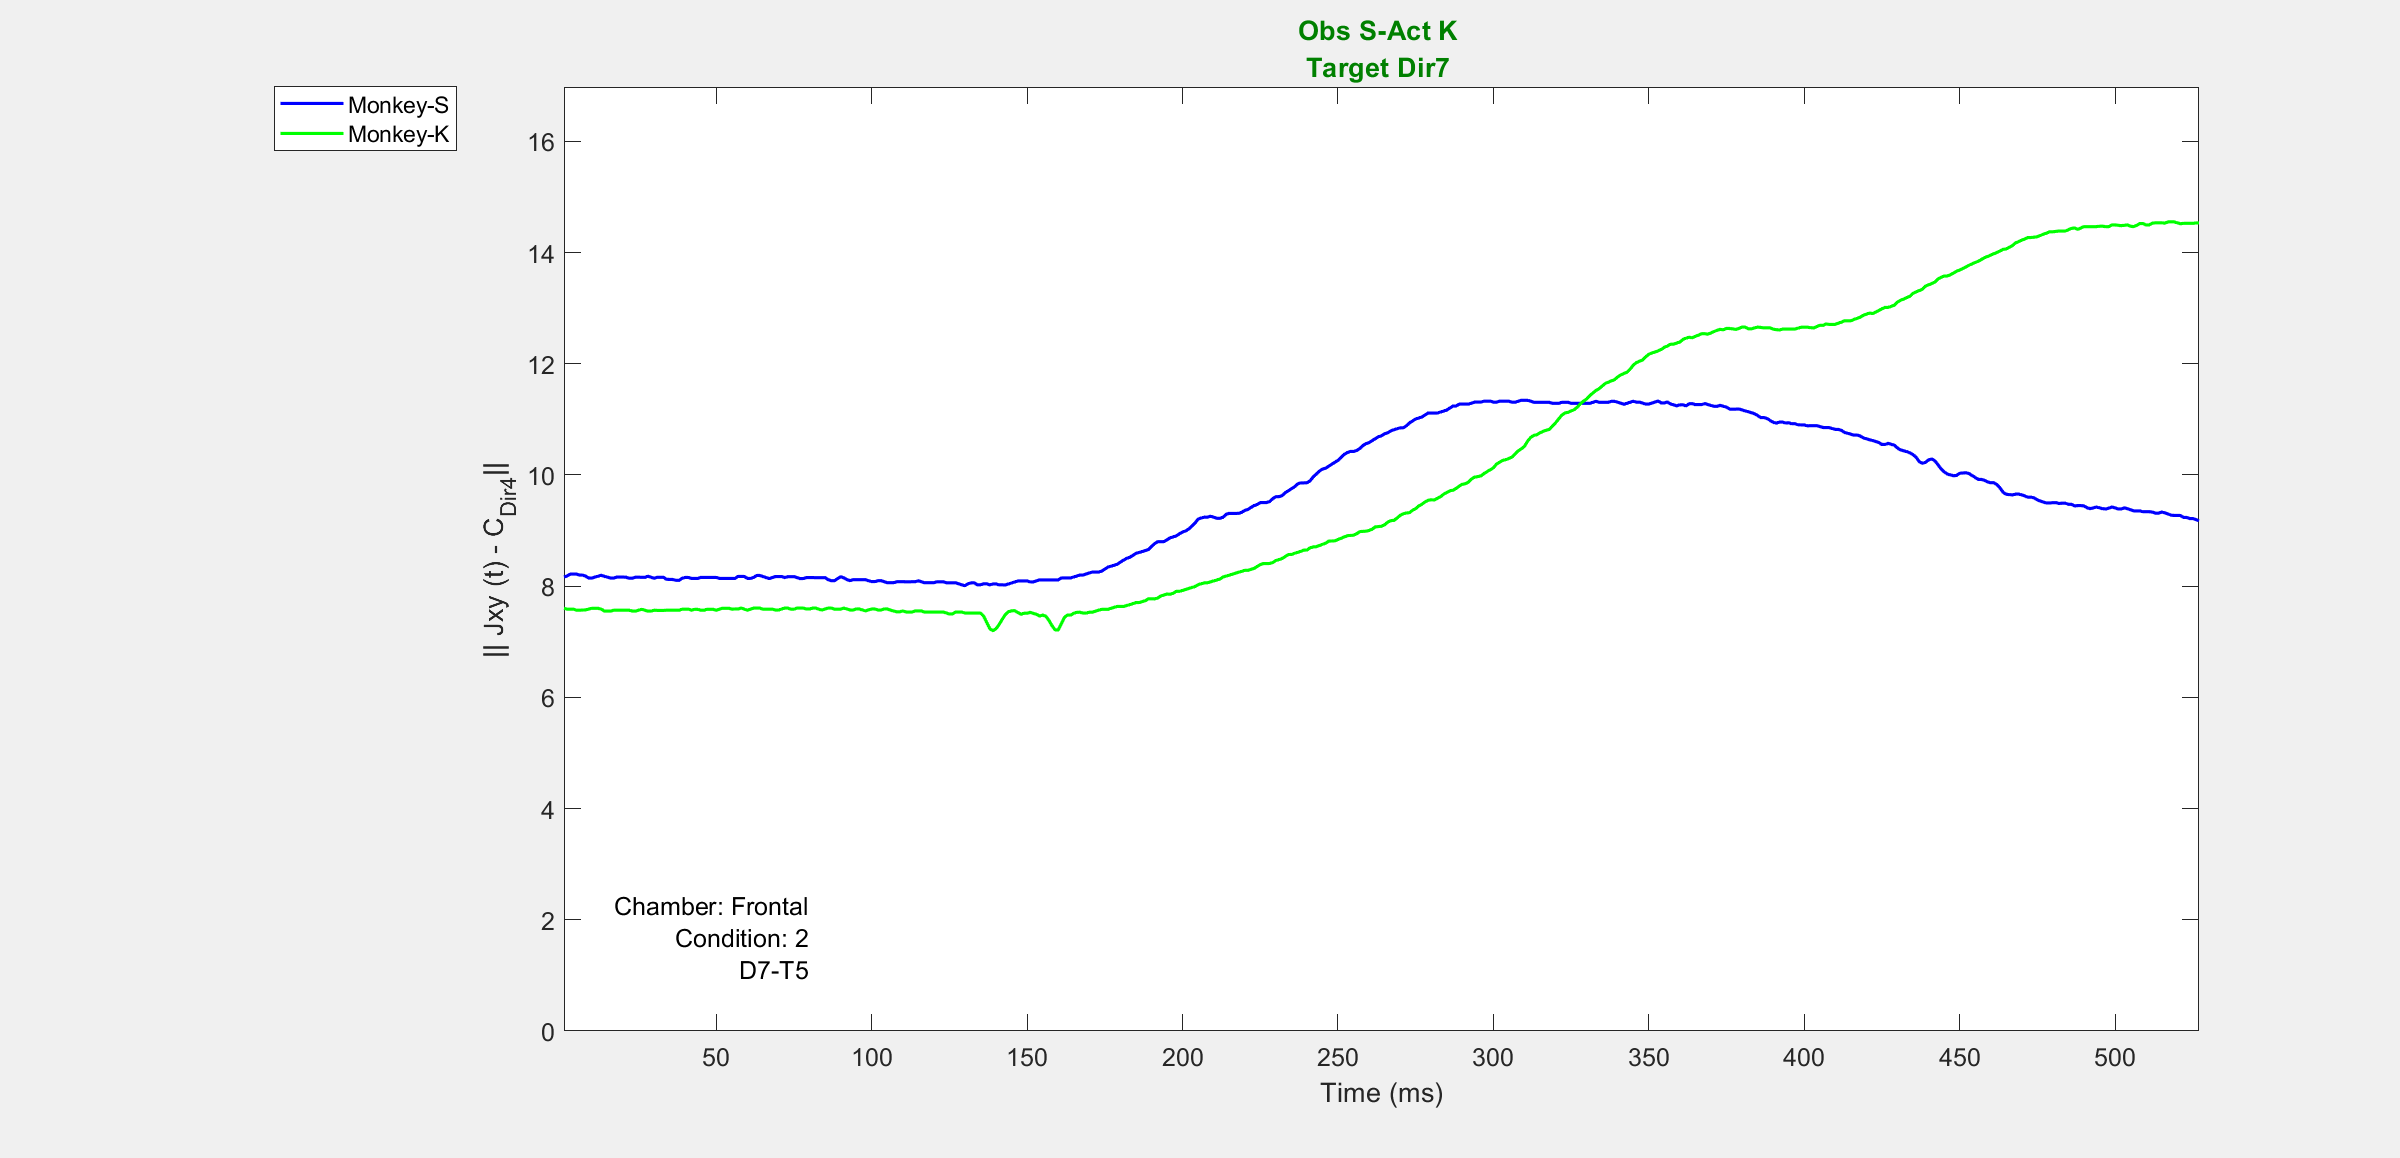 Obs S-Act K
Target Dir7
Monkey-S
Monkey-K
16
14
12
10
8
6
4
2
0
|| Jxy (t) - C_Dir4||
Chamber: Frontal
Condition: 2
D7-T5
50 100 150 200 250 300 350 400 450 500
Time (ms)